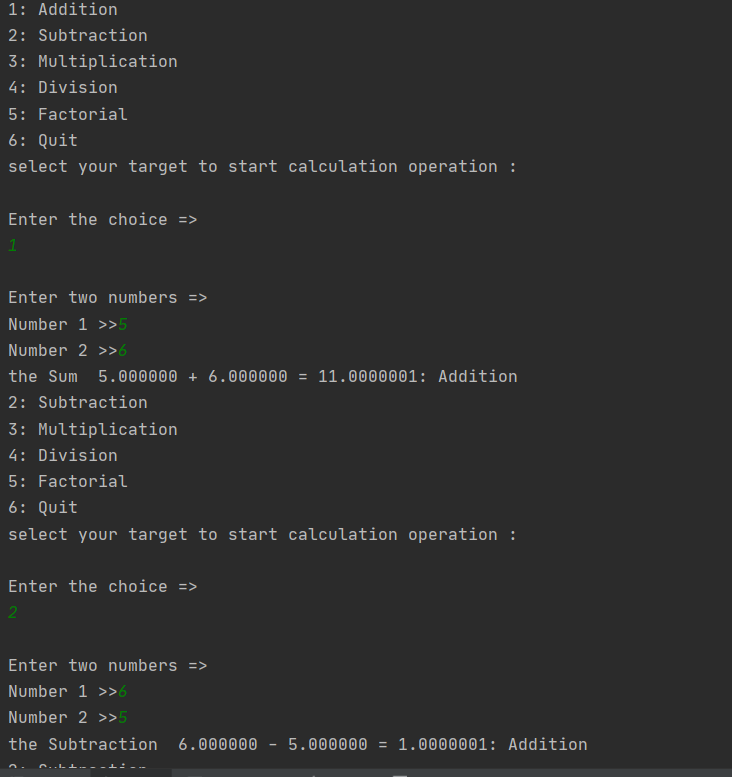 1: Addition
2: Subtraction
3: Multiplication
4: Division
5: Factorial
6: Quit
select your target to start calculation operation :
Enter the choice =>
1
Enter two numbers =>
Number 1 >>5
Number 2 >>6
the Sum  5.000000 + 6.000000 = 11.0000001: Addition
2: Subtraction
3: Multiplication
4: Division
5: Factorial
6: Quit
select your target to start calculation operation :
Enter the choice =>
2
Enter two numbers =>
Number 1 >>6
Number 2 >>5
the Subtraction  6.000000 - 5.000000 = 1.0000001: Addition
2: Subtraction